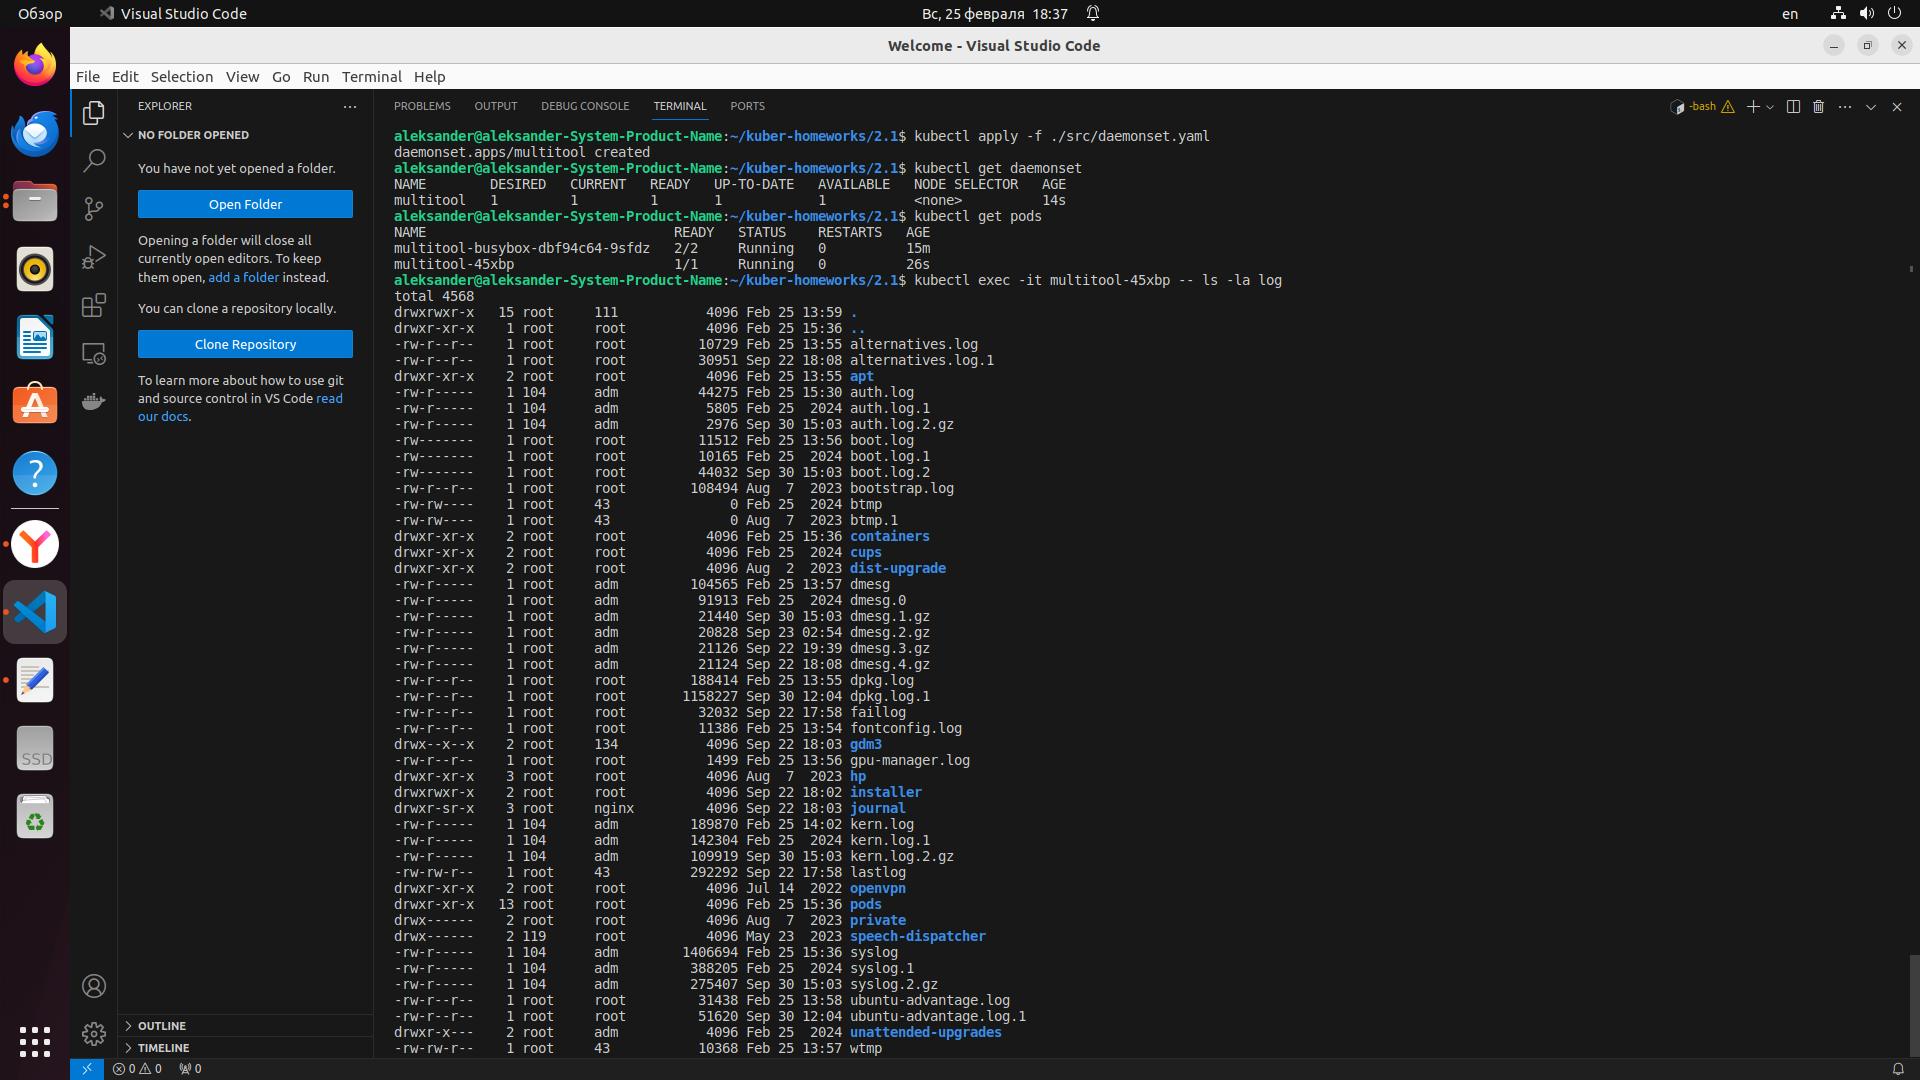 Обзор
Visual Studio Code
Вс, 25 февраля 18:37
en
Welcome - Visual Studio Code
File Edit Selection View Go Run Terminal Help
EXPLORER
NO FOLDER OPENED
You have not yet opened a folder.
Open Folder
Opening a folder will close all
currently open editors. To keep
them open, add a folder instead.
You can clone a repository locally.
Clone Repository
To learn more about how to use git
and source control in VS Code read
our docs.
OUTLINE
TIMELINE
SSD
PROBLEMS OUTPUT DEBUG CONSOLE TERMINAL PORTS
-bash
aleksander@aleksander-System-Product-Name:~/kuber-homeworks/2.1$ kubectl apply -f ./src/daemonset.yaml
daemonset.apps/multitool created
aleksander@aleksander-System-Product-Name:~/kuber-homeworks/2.1$ kubectl get daemonset
NAME        DESIRED   CURRENT   READY   UP-TO-DATE   AVAILABLE   NODE SELECTOR   AGE
multitool   1         1         1       1            1           <none>          14s
aleksander@aleksander-System-Product-Name:~/kuber-homeworks/2.1$ kubectl get pods
NAME                               READY   STATUS    RESTARTS   AGE
multitool-busybox-dbf94c64-9sfdz   2/2     Running   0          15m
multitool-45xbp                    1/1     Running   0          26s
aleksander@aleksander-System-Product-Name:~/kuber-homeworks/2.1$ kubectl exec -it multitool-45xbp -- ls -la log
total 4568
drwxrwxr-x   15 root     111           4096 Feb 25 13:59 .
drwxr-xr-x    1 root     root          4096 Feb 25 15:36 ..
-rw-r--r--    1 root     root         10729 Feb 25 13:55 alternatives.log
-rw-r--r--    1 root     root         30951 Sep 22 18:08 alternatives.log.1
drwxr-xr-x    2 root     root          4096 Feb 25 13:55 apt
-rw-r-----    1 104      adm          44275 Feb 25 15:30 auth.log
-rw-r-----    1 104      adm           5805 Feb 25  2024 auth.log.1
-rw-r-----    1 104      adm           2976 Sep 30 15:03 auth.log.2.gz
-rw-------    1 root     root         11512 Feb 25 13:56 boot.log
-rw-------    1 root     root         10165 Feb 25  2024 boot.log.1
-rw-------    1 root     root         44032 Sep 30 15:03 boot.log.2
-rw-r--r--    1 root     root        108494 Aug  7  2023 bootstrap.log
-rw-rw----    1 root     43               0 Feb 25  2024 btmp
-rw-rw----    1 root     43               0 Aug  7  2023 btmp.1
drwxr-xr-x    2 root     root          4096 Feb 25 15:36 containers
drwxr-xr-x    2 root     root          4096 Feb 25  2024 cups
drwxr-xr-x    2 root     root          4096 Aug  2  2023 dist-upgrade
-rw-r-----    1 root     adm         104565 Feb 25 13:57 dmesg
-rw-r-----    1 root     adm          91913 Feb 25  2024 dmesg.0
-rw-r-----    1 root     adm          21440 Sep 30 15:03 dmesg.1.gz
-rw-r-----    1 root     adm          20828 Sep 23 02:54 dmesg.2.gz
-rw-r-----    1 root     adm          21126 Sep 22 19:39 dmesg.3.gz
-rw-r-----    1 root     adm          21124 Sep 22 18:08 dmesg.4.gz
-rw-r--r--    1 root     root        188414 Feb 25 13:55 dpkg.log
-rw-r--r--    1 root     root       1158227 Sep 30 12:04 dpkg.log.1
-rw-r--r--    1 root     root         32032 Sep 22 17:58 faillog
-rw-r--r--    1 root     root         11386 Feb 25 13:54 fontconfig.log
drwx--x--x    2 root     134           4096 Sep 22 18:03 gdm3
-rw-r--r--    1 root     root          1499 Feb 25 13:56 gpu-manager.log
drwxr-xr-x    3 root     root          4096 Aug  7  2023 hp
drwxrwxr-x    2 root     root          4096 Sep 22 18:02 installer
drwxr-sr-x    3 root     nginx         4096 Sep 22 18:03 journal
-rw-r-----    1 104      adm         189870 Feb 25 14:02 kern.log
-rw-r-----    1 104      adm         142304 Feb 25  2024 kern.log.1
-rw-r-----    1 104      adm         109919 Sep 30 15:03 kern.log.2.gz
-rw-rw-r--    1 root     43          292292 Sep 22 17:58 lastlog
drwxr-xr-x    2 root     root          4096 Jul 14  2022 openvpn
drwxr-xr-x   13 root     root          4096 Feb 25 15:36 pods
drwx------    2 root     root          4096 Aug  7  2023 private
drwx------    2 119      root          4096 May 23  2023 speech-dispatcher
-rw-r-----    1 104      adm        1406694 Feb 25 15:36 syslog
-rw-r-----    1 104      adm         388205 Feb 25  2024 syslog.1
-rw-r-----    1 104      adm         275407 Sep 30 15:03 syslog.2.gz
-rw-r--r--    1 root     root         31438 Feb 25 13:58 ubuntu-advantage.log
-rw-r--r--    1 root     root         51620 Sep 30 12:04 ubuntu-advantage.log.1
drwxr-x---    2 root     adm           4096 Feb 25  2024 unattended-upgrades
-rw-rw-r--    1 root     43           10368 Feb 25 13:57 wtmp
0 0 0